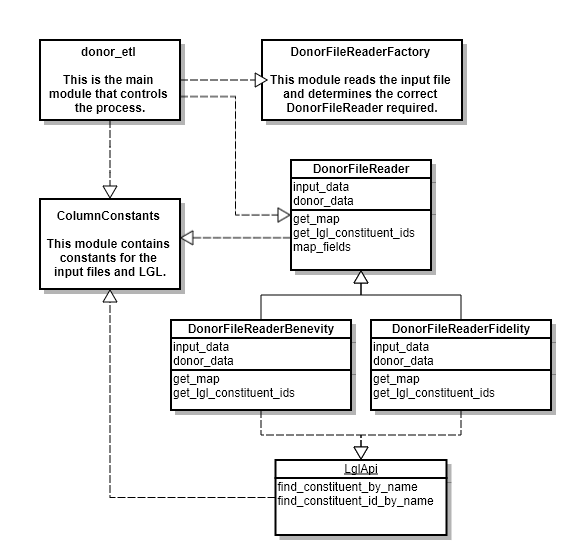 donor_etl
This is the main
module that controls
the process.
DonorFileReaderFactory
This module reads the input file
and determines the correct
DonorFileReader required.
DonorFileReader
input_data
donor_data
get_map
get_lgl_constituent_ids
map_fields
ColumnConstants
This module contains
constants for the
input files and LGL.
DonorFileReaderBenevity
input_data
donor_data
get_map
get_lgl_constituent_ids
DonorFileReaderFidelity
input_data
donor_data
get_map
get_lgl_constituent_ids
LglApi
find_constituent_by_name
find_constituent_id_by_name